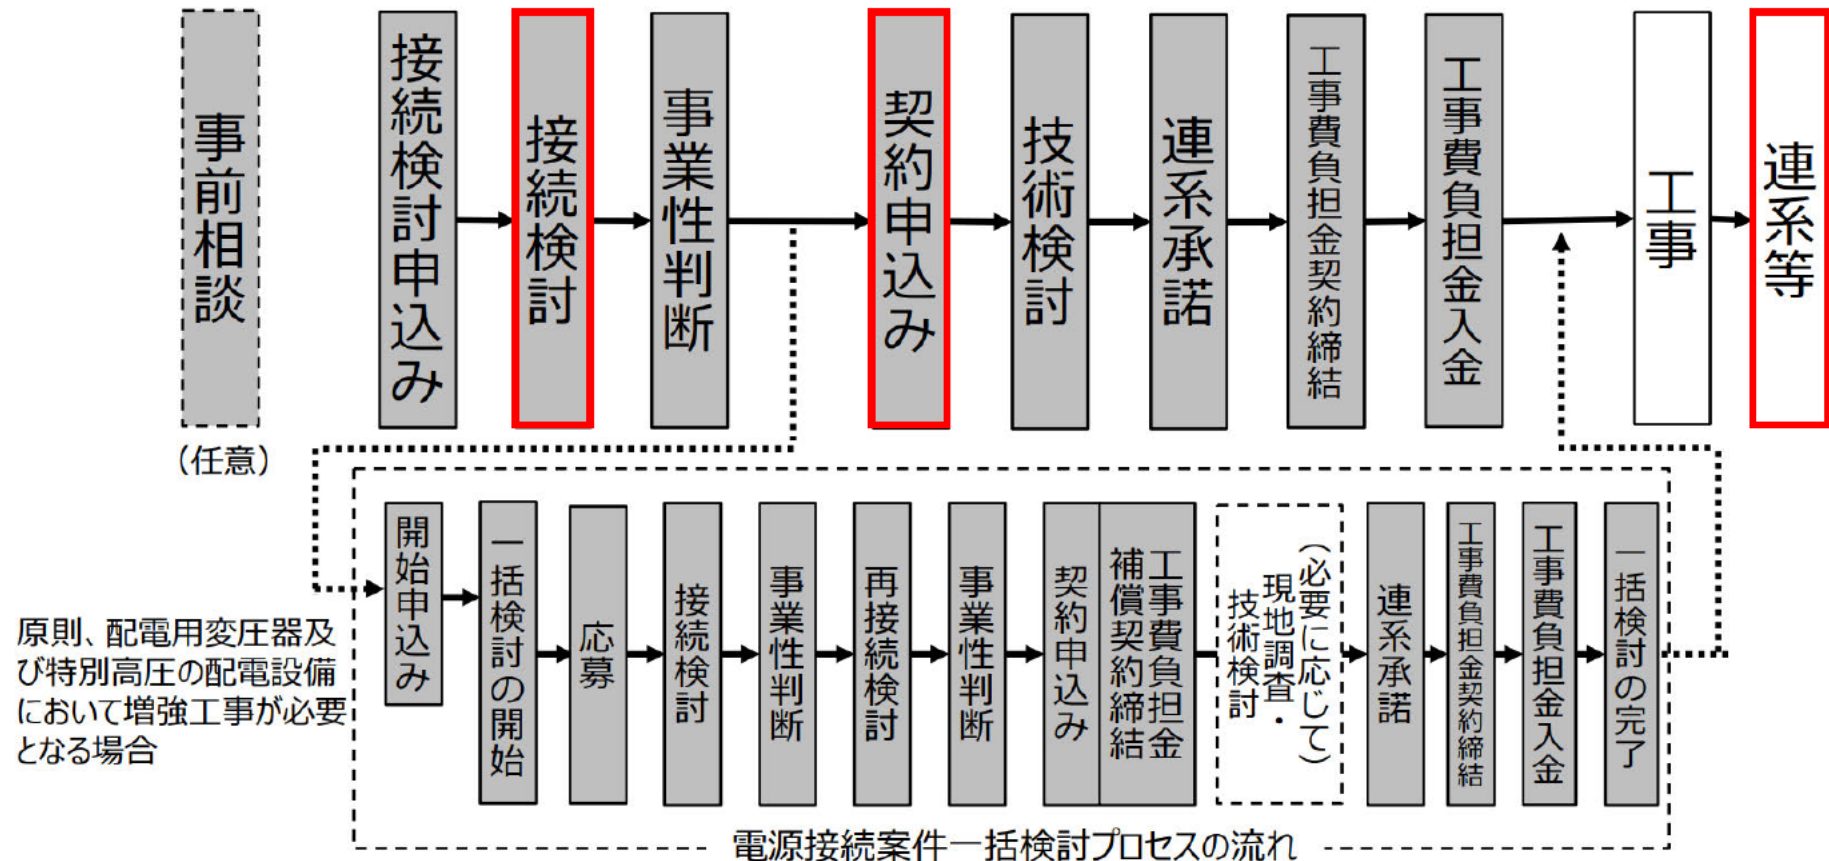 事前相談
(任意)
接続検討申込み
接続検討
事業性判断
契約申込み
技術検討
連系承諾
工事費負担金契約締結
工事費負担金入金
工事
連系等
原則、配電用変圧器及
び特別高圧の配電設備
において増強工事が必要
となる場合
開始申込み
一括検討の開始
応募
接続検討
事業性判断
再接続検討
事業性判断
契約申込み
工事費負担金
補償契約締結
(必要に応じて)
現地調査・
技術検討
連系承諾
工事費負担金契約締結
工事費負担金入金
一括検討の完了
電源接続案件一括検討プロセスの流れ